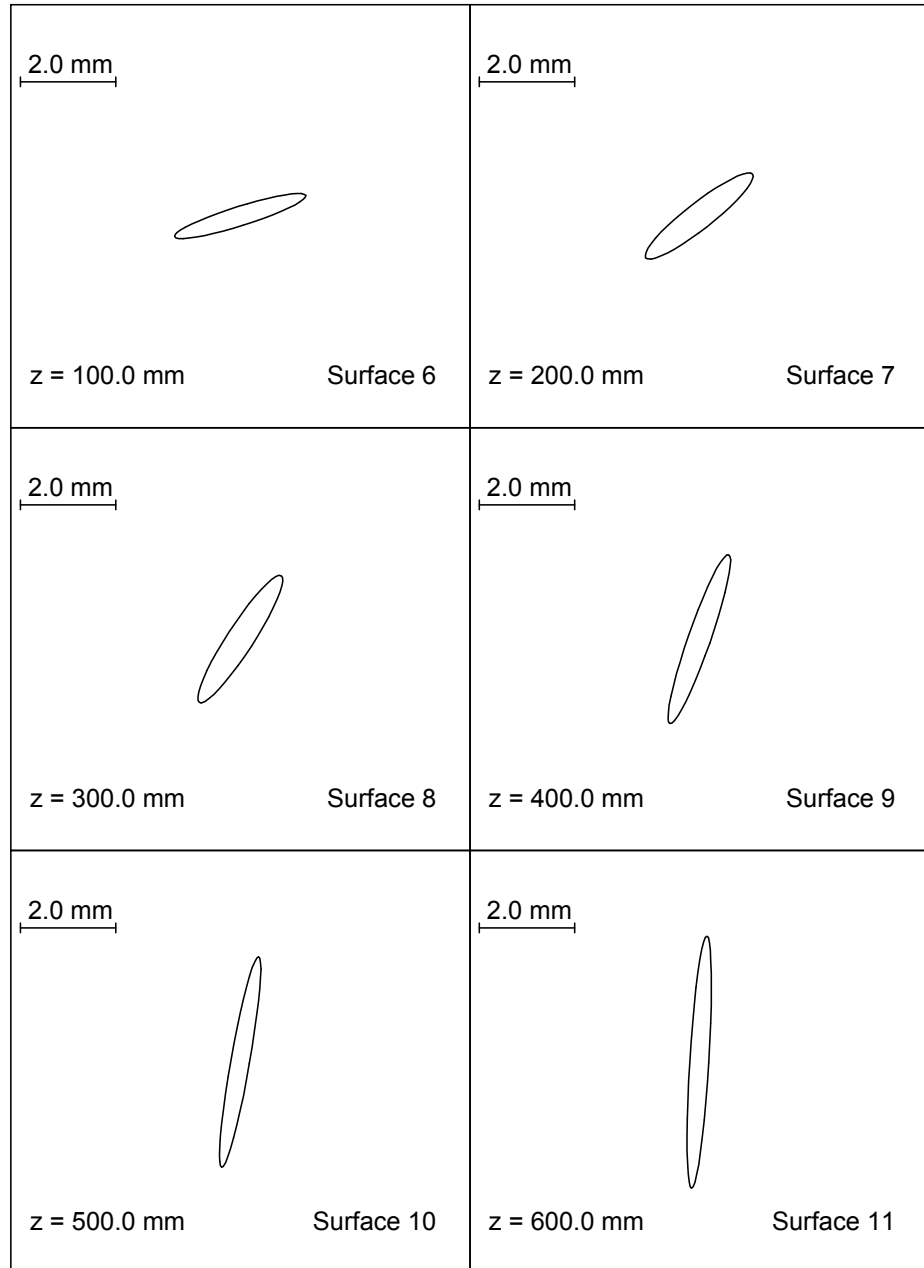 2.0 mm
2.0 mm
z = 100.0 mm Surface 6
z = 200.0 mm Surface 7
2.0 mm
2.0 mm
z = 300.0 mm Surface 8
z = 400.0 mm Surface 9
2.0 mm
2.0 mm
z = 500.0 mm Surface 10
z = 600.0 mm Surface 11